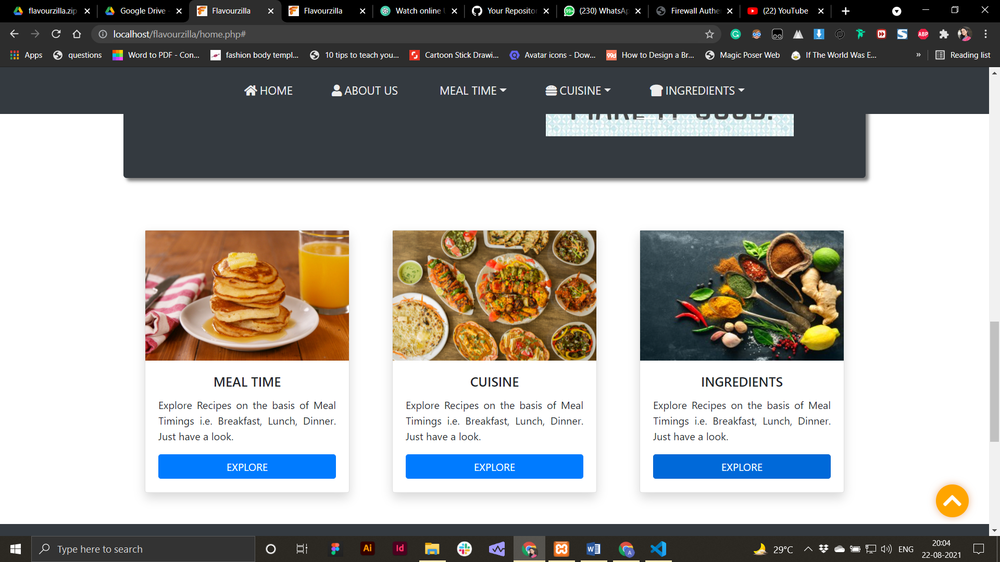 flavourzilla.zip
Google Drive -
Flavourzilla
Flavourzilla
Watch online
Your Repositor
(230) WhatsAp
Firewall Authe
(22) YouTube
localhost/flavourzilla/home.php#
Apps
questions
Word to PDF - Con...
fashion body templ...
10 tips to teach you...
Cartoon Stick Drawi...
Avatar icons - Dow...
How to Design a Br...
Magic Poser Web
If The World Was E...
»
Reading list
HOME
ABOUT US
MEAL TIME
CUISINE
INGREDIENTS
MAKE IT GOOD.
MEAL TIME
Explore Recipes on the basis of Meal
Timings i.e. Breakfast, Lunch, Dinner.
Just have a look.
EXPLORE
CUISINE
Explore Recipes on the basis of Meal
Timings i.e. Breakfast, Lunch, Dinner.
Just have a look.
EXPLORE
INGREDIENTS
Explore Recipes on the basis of Meal
Timings i.e. Breakfast, Lunch, Dinner.
Just have a look.
EXPLORE
Type here to search
Ai
Id
29°C
ENG
20:04
22-08-2021